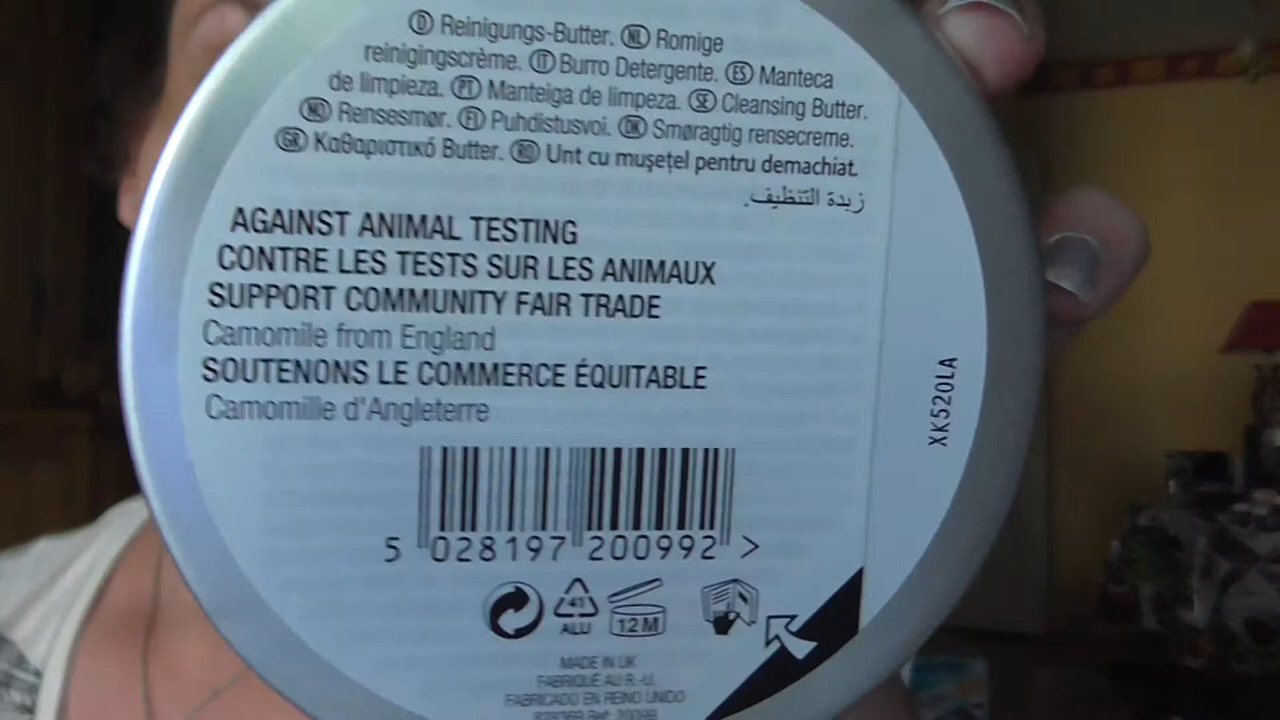 Ⓓ Reinigungs-Butter. NL Romige
reinigingscrème. IT Burro Detergente. ES Manteca
de limpieza. PT Manteiga de limpeza. SE Cleansing Butter.
NO Rensesmør. FI Puhdistusvoi. DK Smøragtig rensecreme.
GR Καθαριστικό Butter. RO Unt cu mușețel pentru demachiat.
زبدة التنظيف.
AGAINST ANIMAL TESTING
CONTRE LES TESTS SUR LES ANIMAUX
SUPPORT COMMUNITY FAIR TRADE
Camomile from England
SOUTENONS LE COMMERCE ÉQUITABLE
Camomille d'Angleterre
XK520LA
5 028197 200992 >
41
ALU
12 M
MADE IN UK
FABRIQUÉ AU R.-U.
FABRICADO EN REINO UNIDO